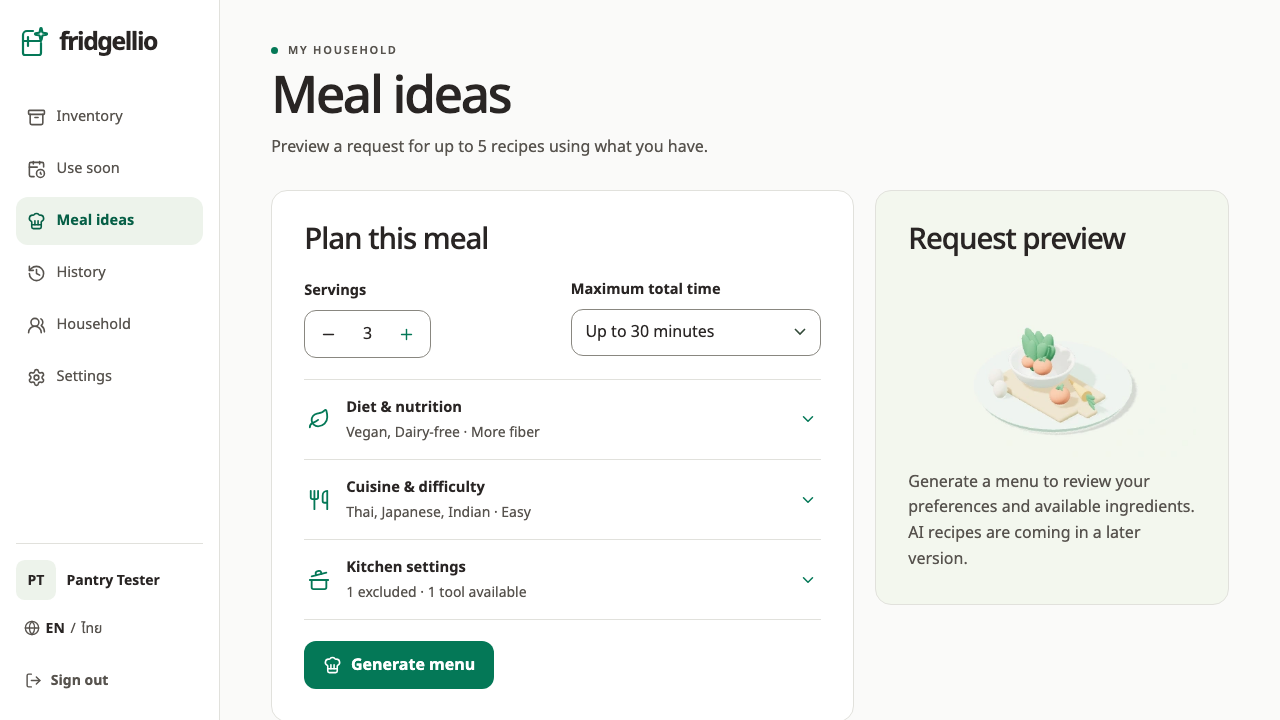 fridgellio
Inventory
Use soon
Meal ideas
History
Household
Settings
PT Pantry Tester
EN / ไทย
Sign out
MY HOUSEHOLD
Meal ideas
Preview a request for up to 5 recipes using what you have.
Plan this meal
Servings
3
Maximum total time
Up to 30 minutes
Diet & nutrition
Vegan, Dairy-free · More fiber
Cuisine & difficulty
Thai, Japanese, Indian · Easy
Kitchen settings
1 excluded · 1 tool available
Generate menu
Request preview
Generate a menu to review your
preferences and available ingredients.
AI recipes are coming in a later
version.